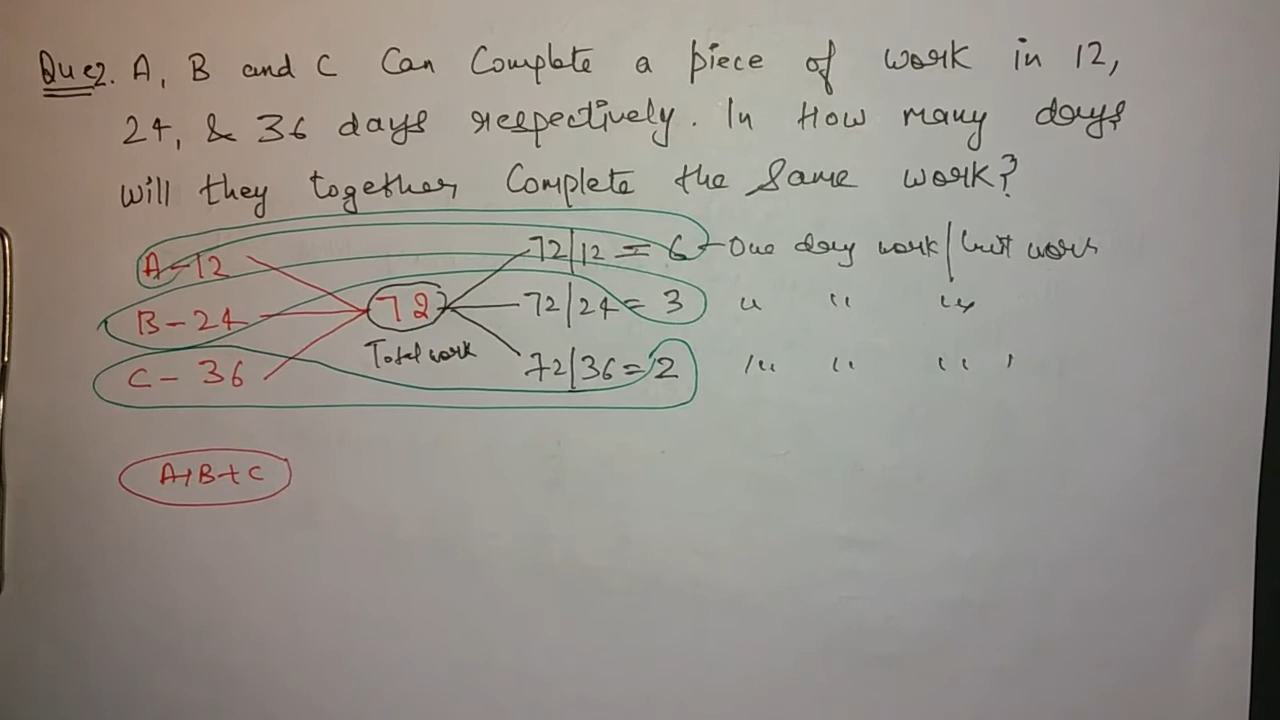 Que2. A, B and C Can Complete a piece of work in 12,
24, & 36 days respectively. In How many days
will they together Complete the Same work?
A-12 72/12 = 6 - One day work/Unit work
B-24 72 72/24 = 3 " " "
Total work
C-36 72/36 = 2 " " " '
A+B+C